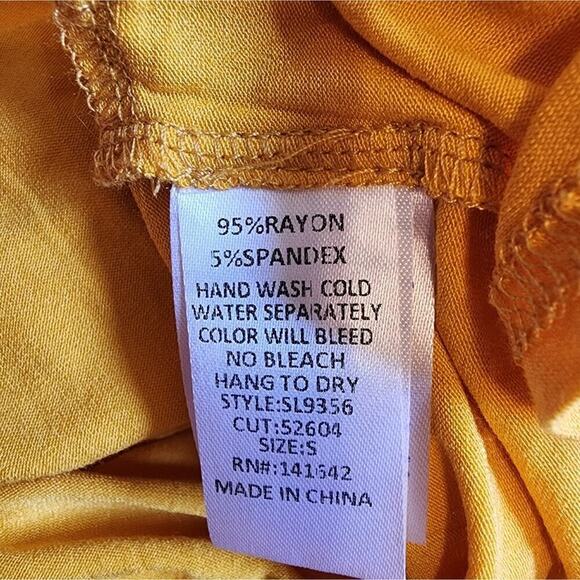 95%RAYON
5%SPANDEX
HAND WASH COLD
WATER SEPARATELY
COLOR WILL BLEED
NO BLEACH
HANG TO DRY
STYLE:SL9356
CUT:52604
SIZE:S
RN#:141642
MADE IN CHINA